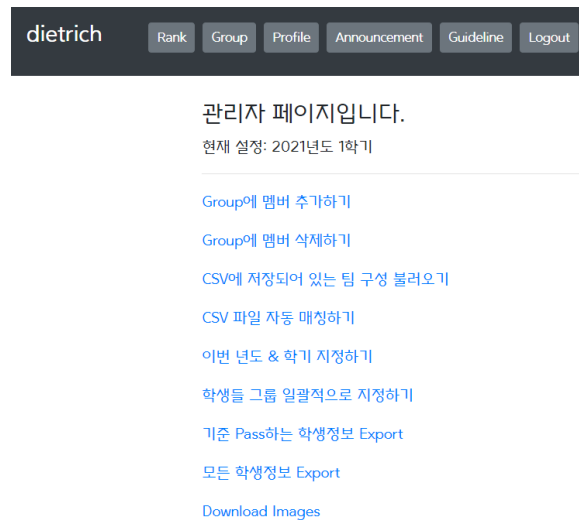 dietrich Rank Group Profile Announcement Guideline Logout
관리자 페이지입니다.
현재 설정: 2021년도 1학기
Group에 멤버 추가하기
Group에 멤버 삭제하기
CSV에 저장되어 있는 팀 구성 불러오기
CSV 파일 자동 매칭하기
이번 년도 & 학기 지정하기
학생들 그룹 일괄적으로 지정하기
기준 Pass하는 학생정보 Export
모든 학생정보 Export
Download Images